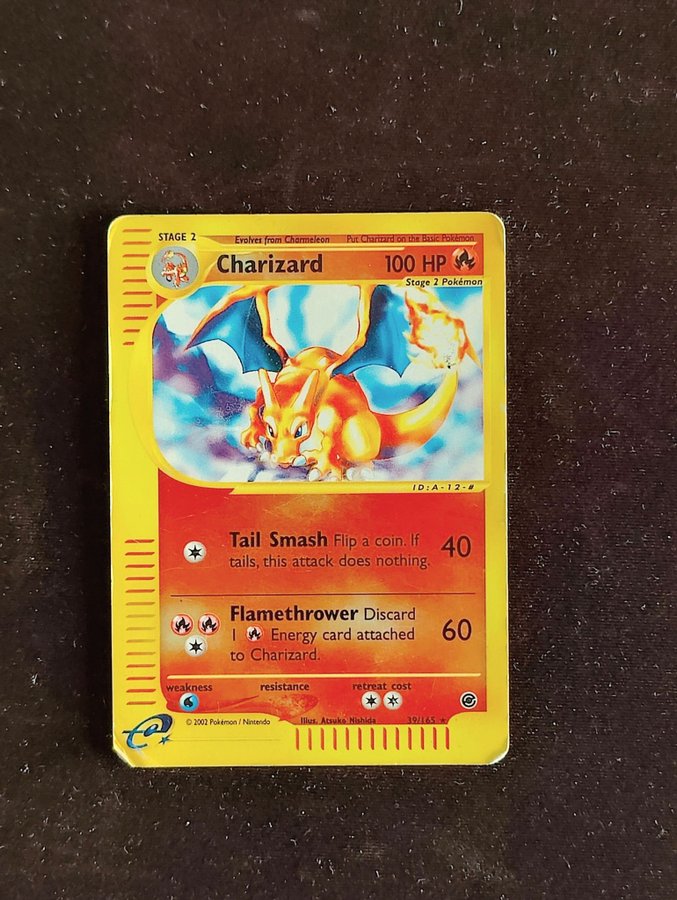 STAGE 2
Evolves from Charmeleon
Put Charizard on the Basic Pokémon
Charizard 100 HP
Stage 2 Pokémon
ID:A-12-#
Tail Smash Flip a coin. If
tails, this attack does nothing.
40
Flamethrower Discard
1 Energy card attached
to Charizard.
60
weakness resistance retreat cost
© 2002 Pokémon / Nintendo
Illus. Atsuko Nishida
39/165 ★
e